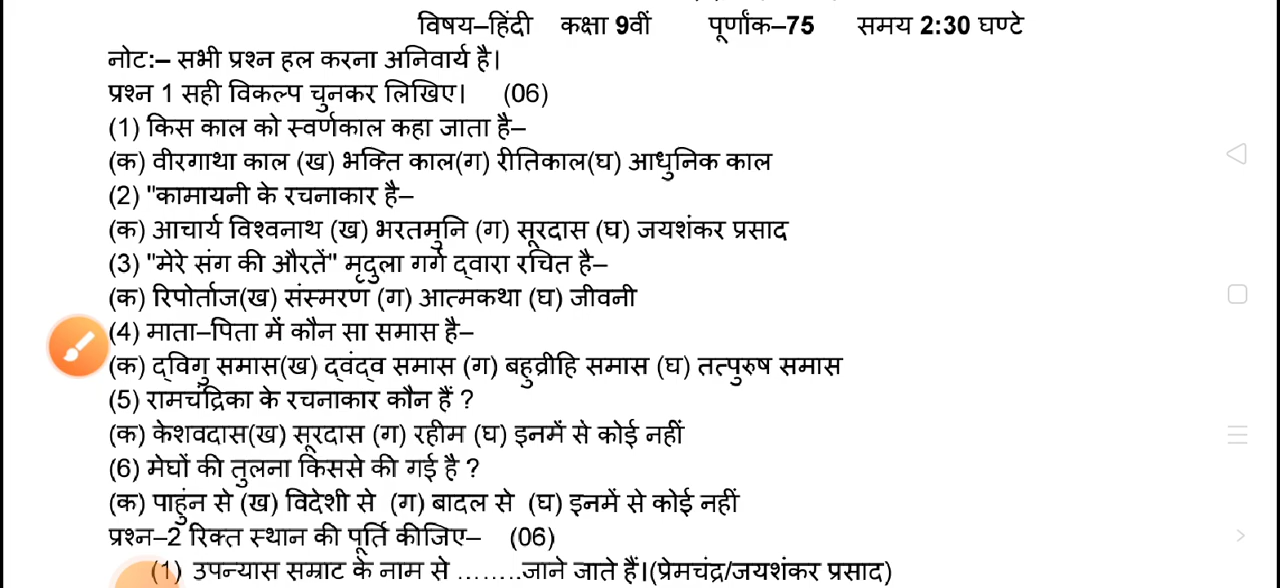 विषय–हिंदी कक्षा 9वीं पूर्णांक–75 समय 2:30 घण्टे
नोट:– सभी प्रश्न हल करना अनिवार्य है।
प्रश्न 1 सही विकल्प चुनकर लिखिए। (06)
(1) किस काल को स्वर्णकाल कहा जाता है–
(क) वीरगाथा काल (ख) भक्ति काल(ग) रीतिकाल(घ) आधुनिक काल
(2) "कामायनी के रचनाकार है–
(क) आचार्य विश्वनाथ (ख) भरतमुनि (ग) सूरदास (घ) जयशंकर प्रसाद
(3) "मेरे संग की औरतें" मृदुला गर्ग द्वारा रचित है–
(क) रिपोर्ताज(ख) संस्मरण (ग) आत्मकथा (घ) जीवनी
(4) माता–पिता में कौन सा समास है–
(क) द्विगु समास(ख) द्वंद्व समास (ग) बहुव्रीहि समास (घ) तत्पुरुष समास
(5) रामचंद्रिका के रचनाकार कौन हैं ?
(क) केशवदास(ख) सूरदास (ग) रहीम (घ) इनमें से कोई नहीं
(6) मेघों की तुलना किससे की गई है ?
(क) पाहुंन से (ख) विदेशी से (ग) बादल से (घ) इनमें से कोई नहीं
प्रश्न–2 रिक्त स्थान की पूर्ति कीजिए– (06)
(1) उपन्यास सम्राट के नाम से ........जाने जाते हैं।(प्रेमचंद्र/जयशंकर प्रसाद)